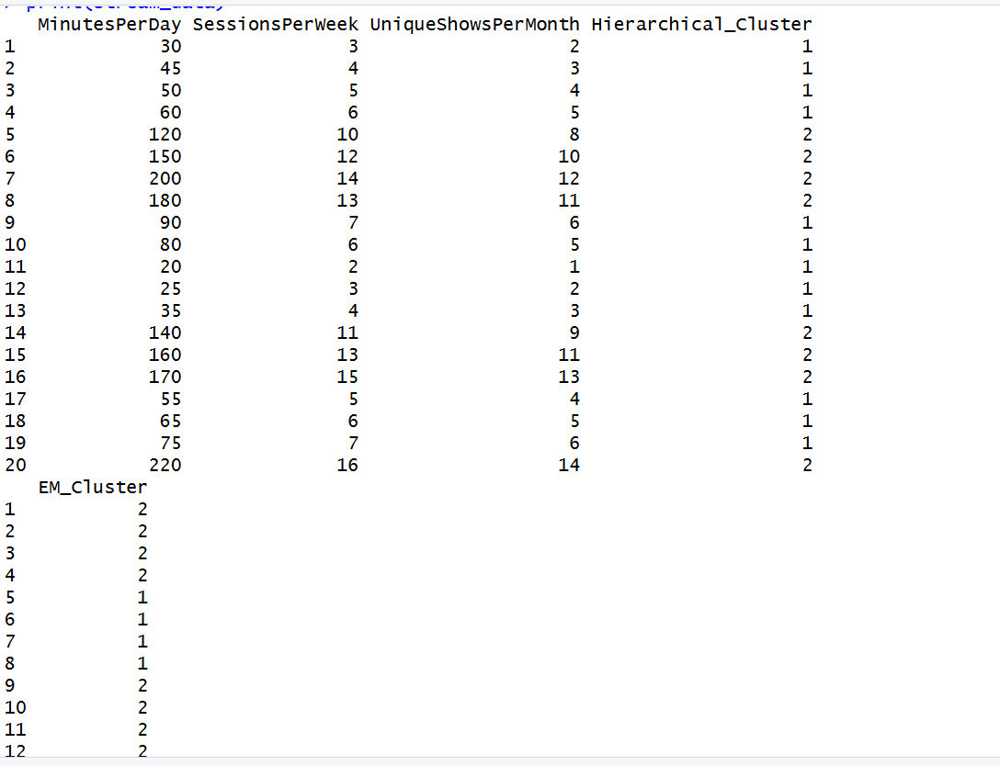 > print(stream_data)
  MinutesPerDay SessionsPerWeek UniqueShowsPerMonth Hierarchical_Cluster
1 30 3 2 1
2 45 4 3 1
3 50 5 4 1
4 60 6 5 1
5 120 10 8 2
6 150 12 10 2
7 200 14 12 2
8 180 13 11 2
9 90 7 6 1
10 80 6 5 1
11 20 2 1 1
12 25 3 2 1
13 35 4 3 1
14 140 11 9 2
15 160 13 11 2
16 170 15 13 2
17 55 5 4 1
18 65 6 5 1
19 75 7 6 1
20 220 16 14 2
EM_Cluster
1 2
2 2
3 2
4 2
5 1
6 1
7 1
8 1
9 2
10 2
11 2
12 2